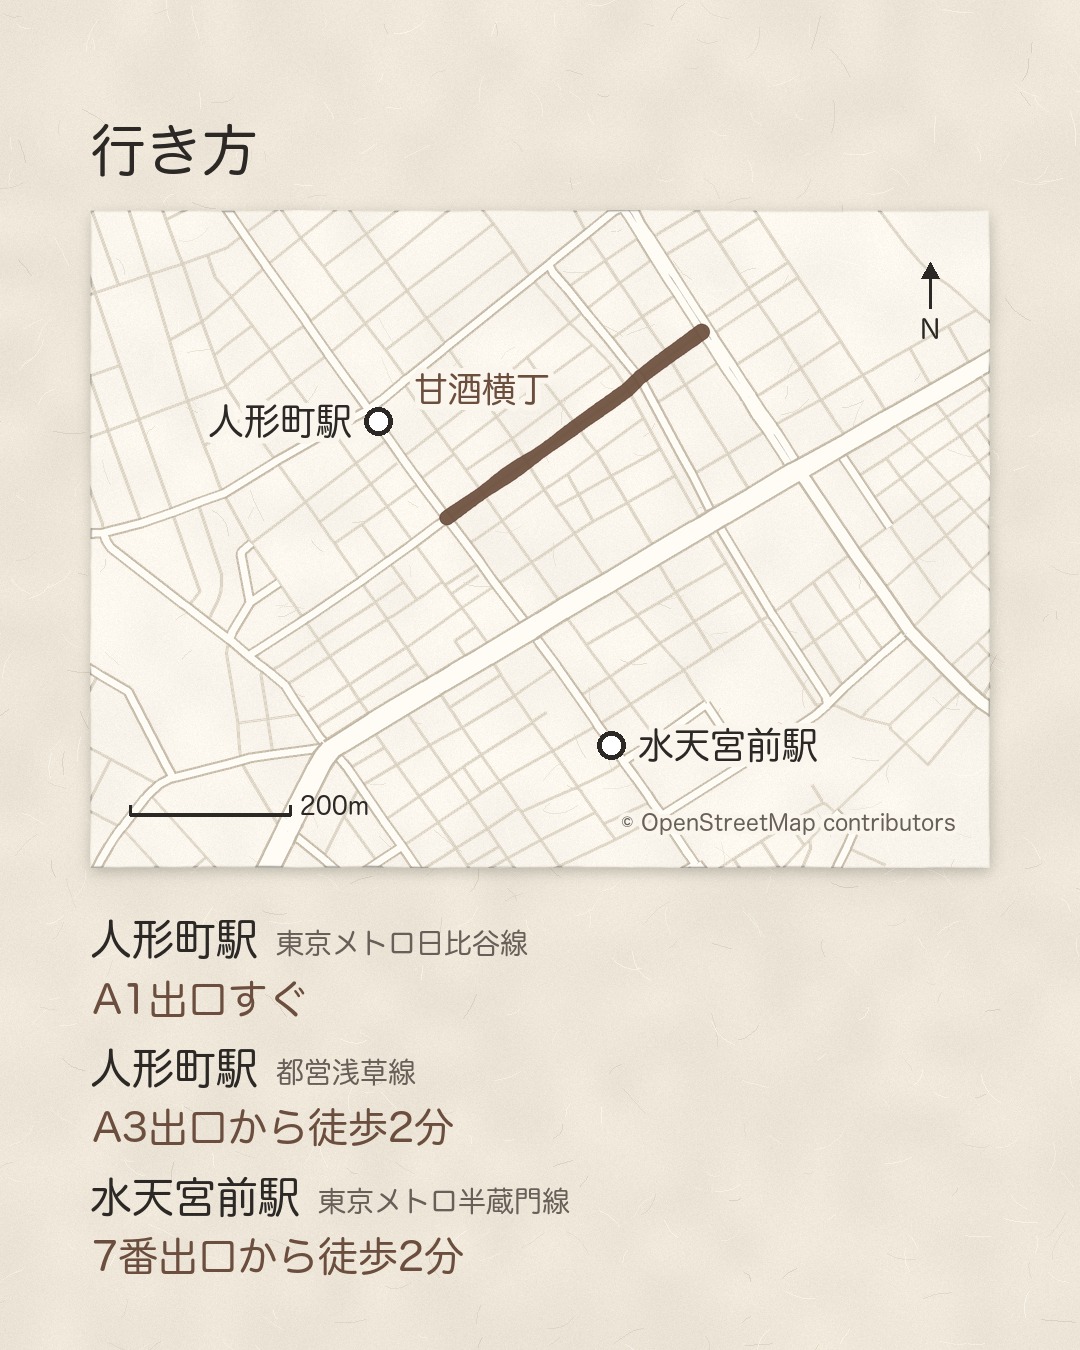 行き方
N
甘酒横丁
人形町駅
水天宮前駅
200m
© OpenStreetMap contributors
人形町駅 東京メトロ日比谷線
A1出口すぐ
人形町駅 都営浅草線
A3出口から徒歩2分
水天宮前駅 東京メトロ半蔵門線
7番出口から徒歩2分